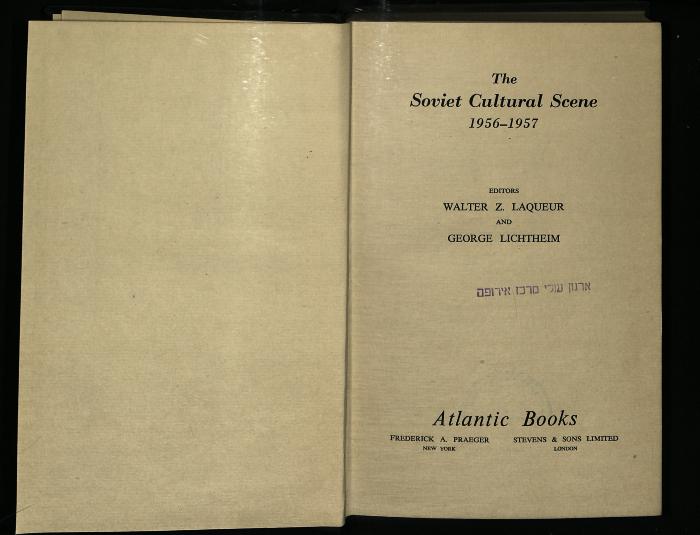 The
Soviet Cultural Scene
1956–1957
EDITORS
WALTER Z. LAQUEUR
AND
GEORGE LICHTHEIM
ארגון עולי מרכז אירופה
Atlantic Books
FREDERICK A. PRAEGER STEVENS & SONS LIMITED
NEW YORK LONDON